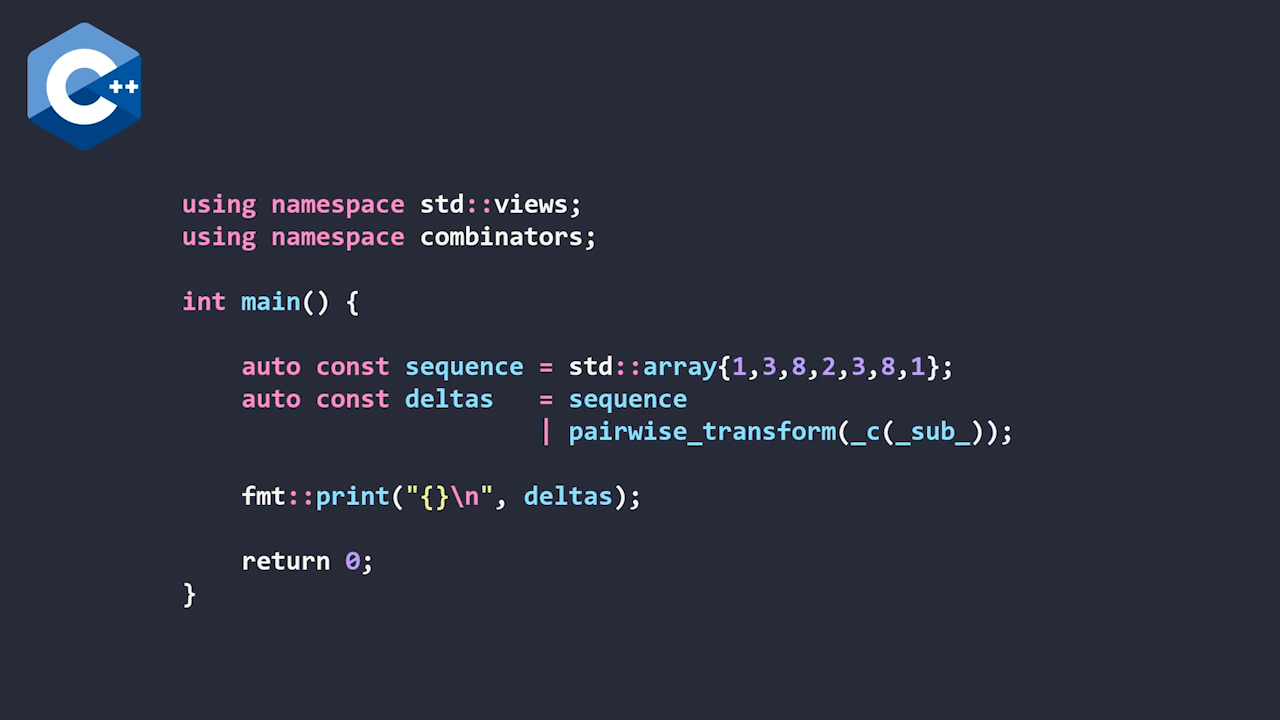 C++
using namespace std::views;
using namespace combinators;
int main() {
auto const sequence = std::array{1,3,8,2,3,8,1};
auto const deltas = sequence
| pairwise_transform(_c(_sub_));
fmt::print("{}\n", deltas);
return 0;
}